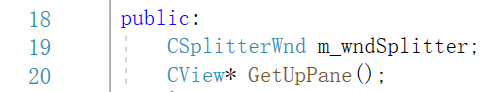 18 public:
19 CSplitterWnd m_wndSplitter;
20 CView* GetUpPane();